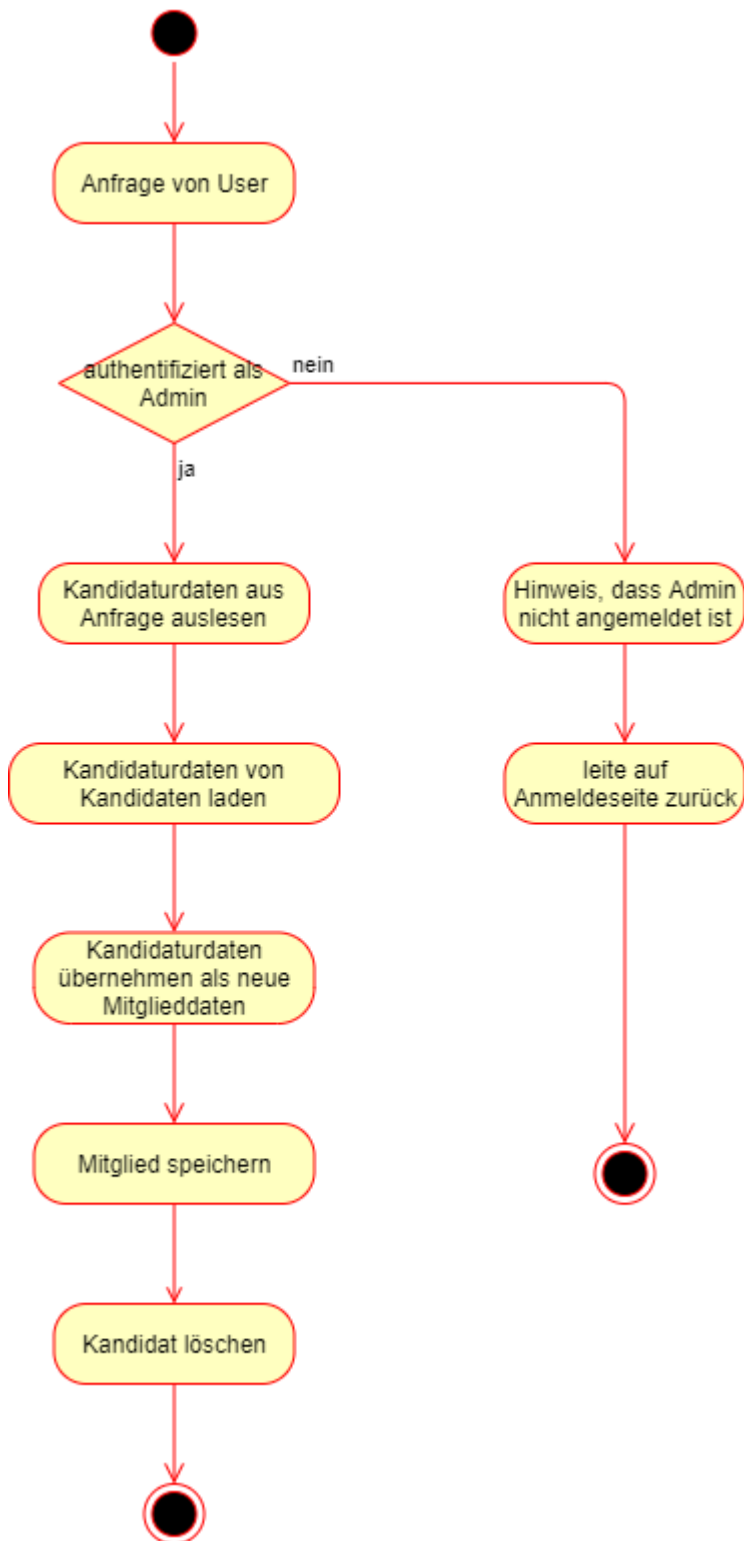 Anfrage von User
authentifiziert als
Admin
nein
ja
Kandidaturdaten aus
Anfrage auslesen
Hinweis, dass Admin
nicht angemeldet ist
Kandidaturdaten von
Kandidaten laden
leite auf
Anmeldeseite zurück
Kandidaturdaten
übernehmen als neue
Mitglieddaten
Mitglied speichern
Kandidat löschen